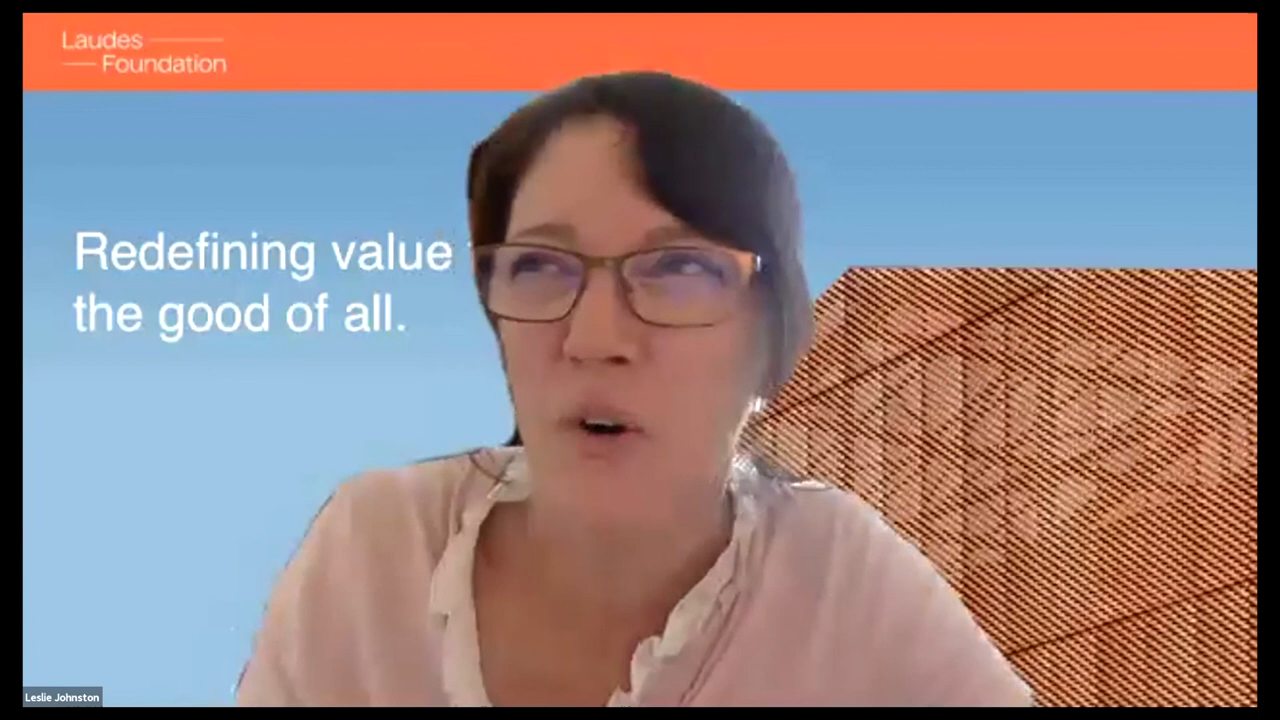 Laudes
Foundation
Redefining value
the good of all.
Leslie Johnston